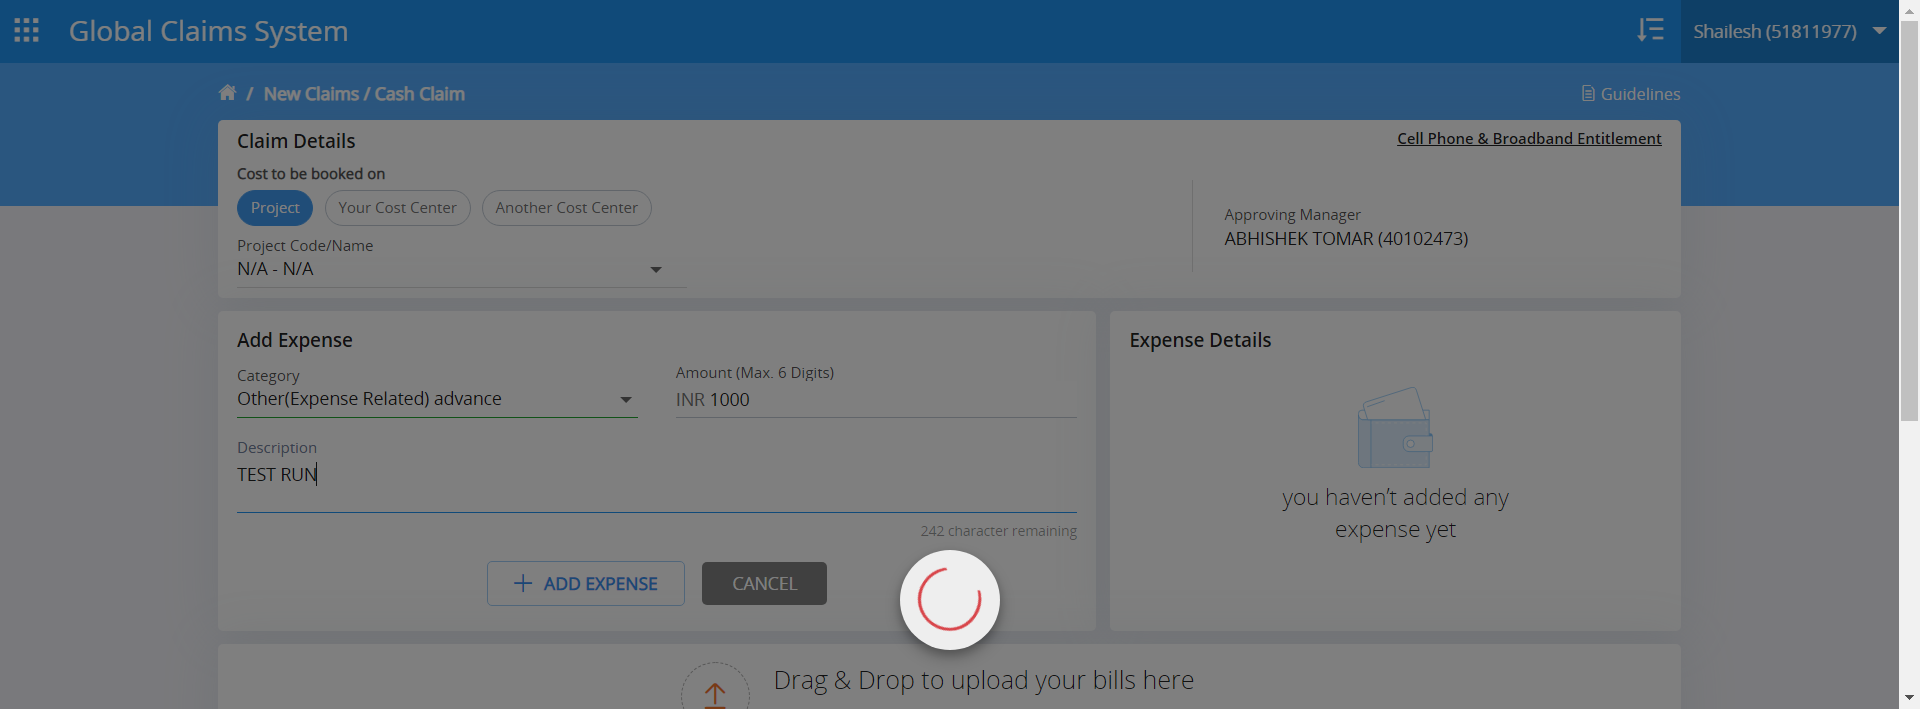 Global Claims System
Shailesh (51811977)
/ New Claims / Cash Claim
Guidelines
Claim Details
Cell Phone & Broadband Entitlement
Cost to be booked on
Project
Your Cost Center
Another Cost Center
Project Code/Name
N/A - N/A
Approving Manager
ABHISHEK TOMAR (40102473)
Add Expense
Category
Other(Expense Related) advance
Amount (Max. 6 Digits)
INR 1000
Description
TEST RUN
242 character remaining
+ ADD EXPENSE
CANCEL
Expense Details
you haven’t added any
expense yet
Drag & Drop to upload your bills here